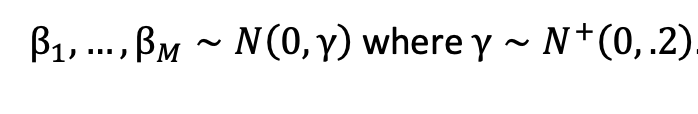 β₁, ..., β_M ~ N(0, γ) where γ ~ N⁺(0, .2).